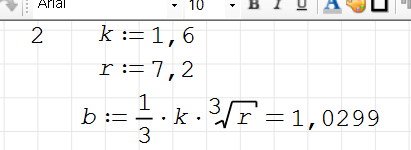 Arial 10 B I U A
2 k := 1,6
r := 7,2
b := 1/3 · k · ∛r = 1,0299